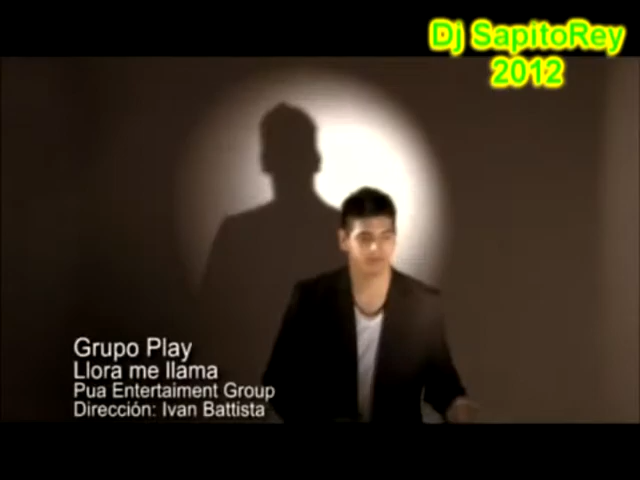 Dj SapitoRey
2012
Grupo Play
Llora me llama
Pua Entertaiment Group
Dirección: Ivan Battista